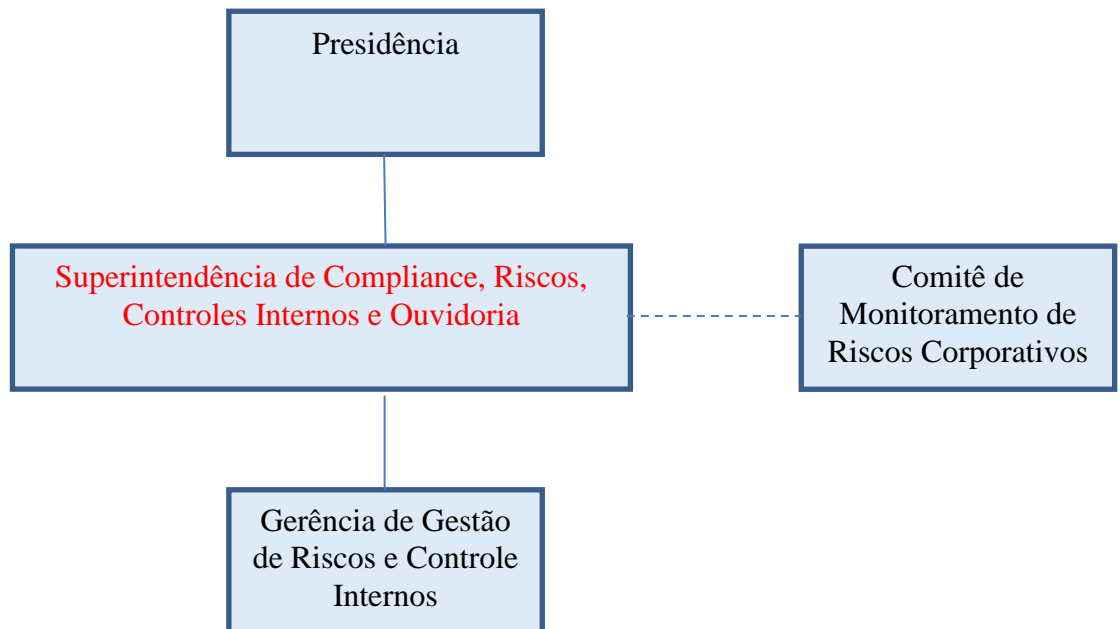 Presidência
Superintendência de Compliance, Riscos,
Controles Internos e Ouvidoria
Comitê de
Monitoramento de
Riscos Corporativos
Gerência de Gestão
de Riscos e Controle
Internos